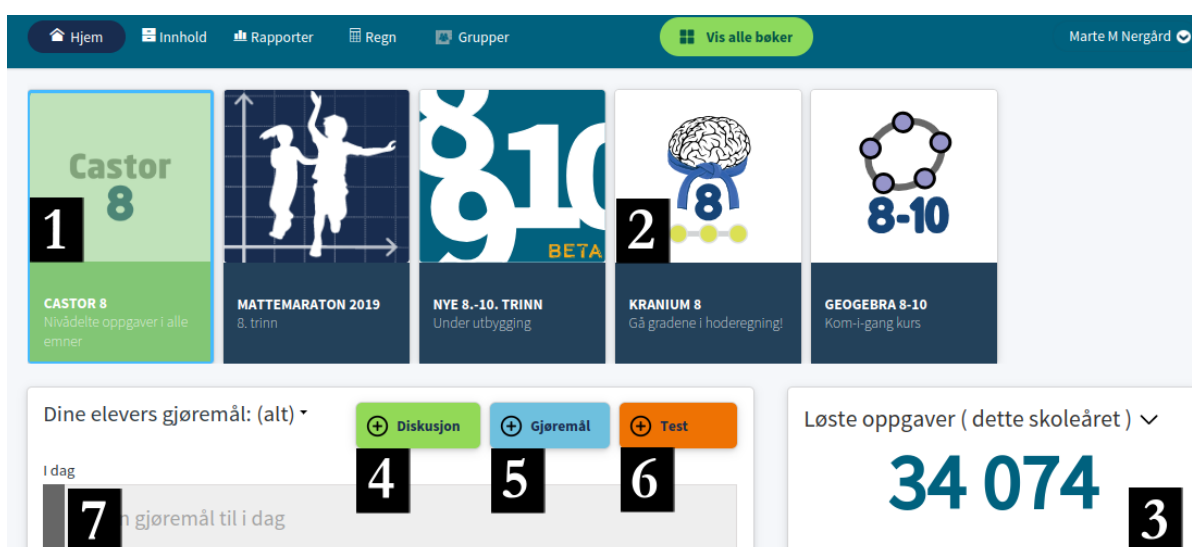 Hjem
Innhold
Rapporter
Regn
Grupper
Vis alle bøker
Marte M Nergård
Castor
8
1
CASTOR 8
Nivådelte oppgaver i alle
emner
MATTEMARATON 2019
8. trinn
8
9
10
BETA
NYE 8.-10. TRINN
Under utbygging
8
2
KRANIUM 8
Gå gradene i hoderegning!
8-10
GEOGEBRA 8-10
Kom-i-gang kurs
Dine elevers gjøremål: (alt)
Diskusjon
Gjøremål
Test
4
5
6
I dag
7
gjøremål til i dag
Løste oppgaver ( dette skoleåret )
34 074
3